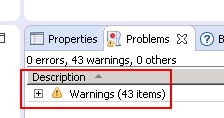 Properties Problems B
0 errors, 43 warnings, 0 others
Description
Warnings (43 items)